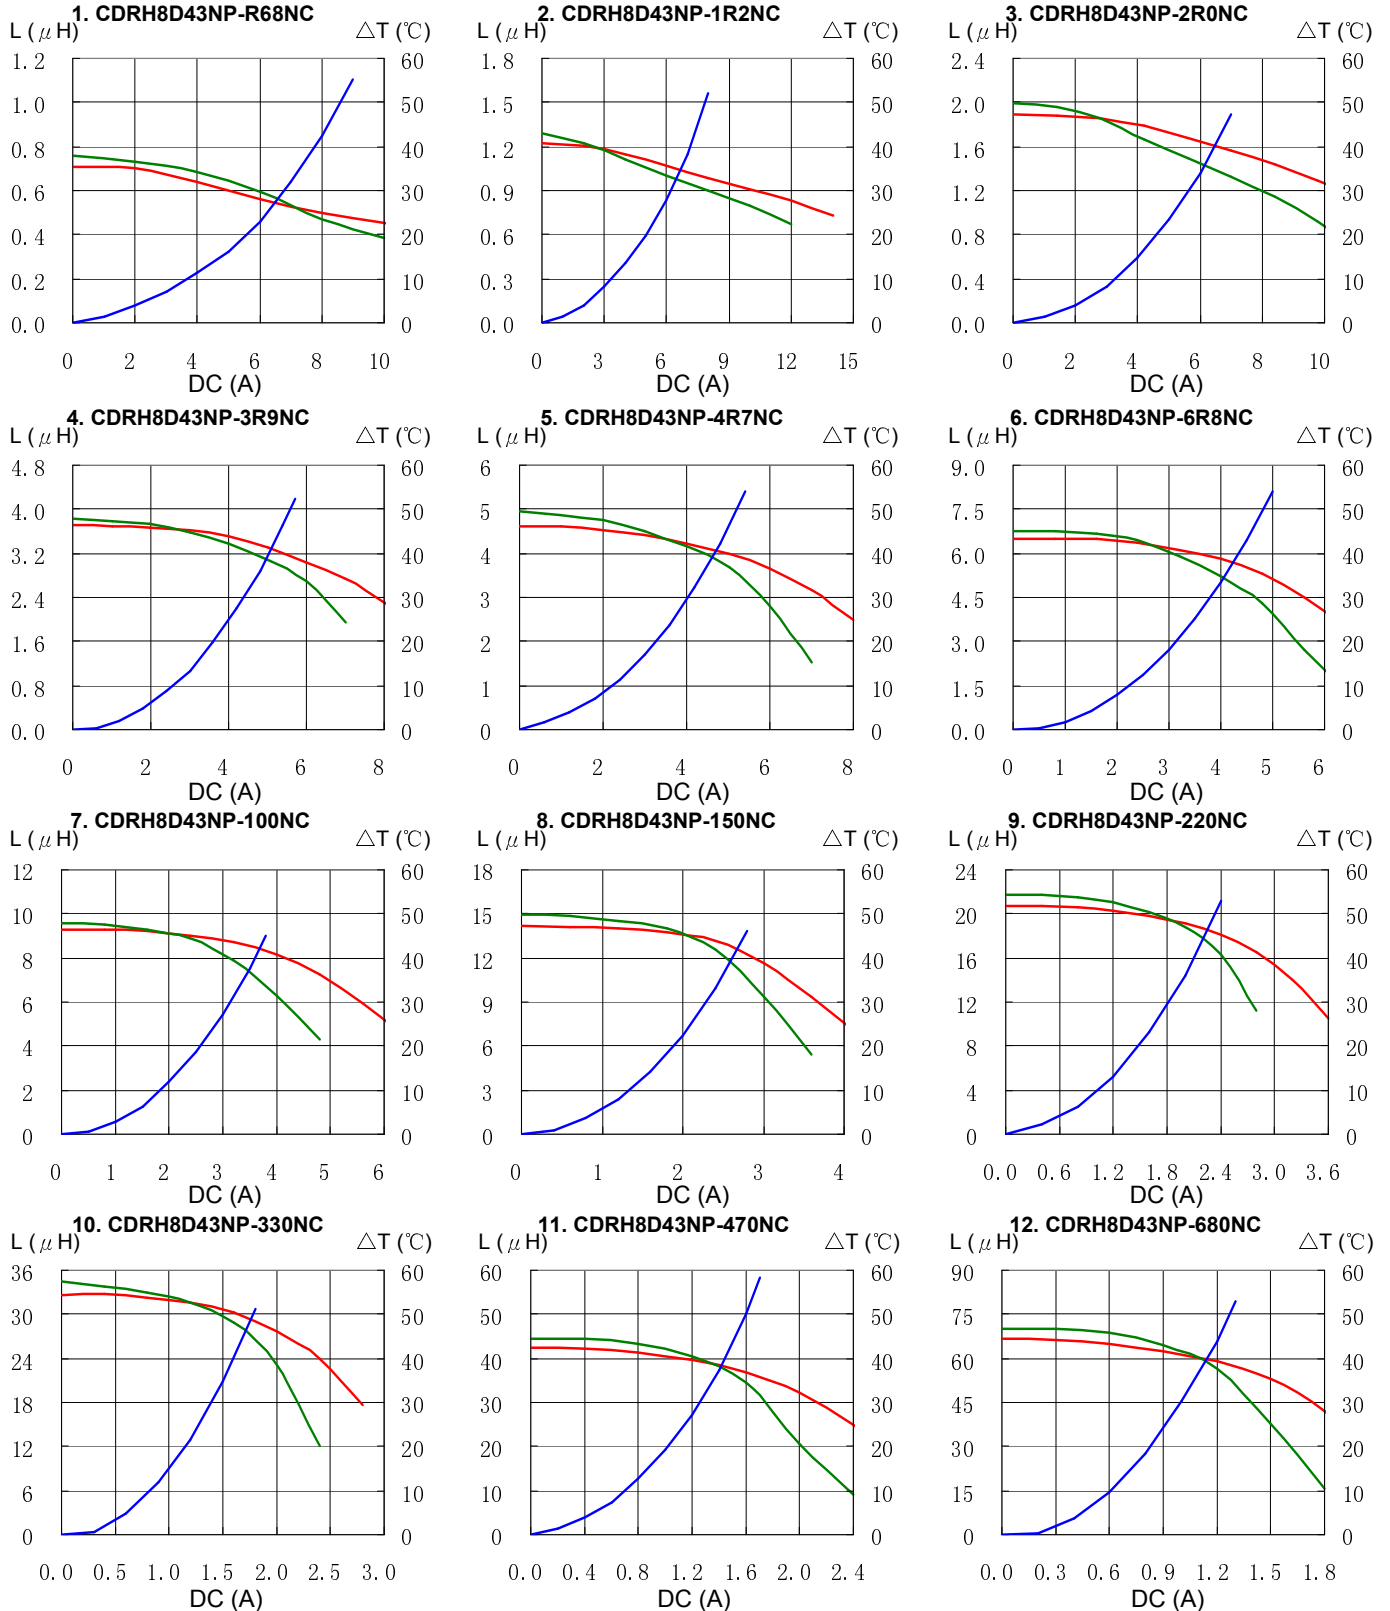 1. CDRH8D43NP-R68NC
L (μH) △T (℃)
1.2 60
1.0 50
0.8 40
0.6 30
0.4 20
0.2 10
0.0 0
0 2 4 6 8 10
DC (A)
2. CDRH8D43NP-1R2NC
L (μH) △T (℃)
1.8 60
1.5 50
1.2 40
0.9 30
0.6 20
0.3 10
0.0 0
0 3 6 9 12 15
DC (A)
3. CDRH8D43NP-2R0NC
L (μH) △T (℃)
2.4 60
2.0 50
1.6 40
1.2 30
0.8 20
0.4 10
0.0 0
0 2 4 6 8 10
DC (A)
4. CDRH8D43NP-3R9NC
L (μH) △T (℃)
4.8 60
4.0 50
3.2 40
2.4 30
1.6 20
0.8 10
0.0 0
0 2 4 6 8
DC (A)
5. CDRH8D43NP-4R7NC
L (μH) △T (℃)
6 60
5 50
4 40
3 30
2 20
1 10
0 0
0 2 4 6 8
DC (A)
6. CDRH8D43NP-6R8NC
L (μH) △T (℃)
9.0 60
7.5 50
6.0 40
4.5 30
3.0 20
1.5 10
0.0 0
0 1 2 3 4 5 6
DC (A)
7. CDRH8D43NP-100NC
L (μH) △T (℃)
12 60
10 50
8 40
6 30
4 20
2 10
0 0
0 1 2 3 4 5 6
DC (A)
8. CDRH8D43NP-150NC
L (μH) △T (℃)
18 60
15 50
12 40
9 30
6 20
3 10
0 0
0 1 2 3 4
DC (A)
9. CDRH8D43NP-220NC
L (μH) △T (℃)
24 60
20 50
16 40
12 30
8 20
4 10
0 0
0.0 0.6 1.2 1.8 2.4 3.0 3.6
DC (A)
10. CDRH8D43NP-330NC
L (μH) △T (℃)
36 60
30 50
24 40
18 30
12 20
6 10
0 0
0.0 0.5 1.0 1.5 2.0 2.5 3.0
DC (A)
11. CDRH8D43NP-470NC
L (μH) △T (℃)
60 60
50 50
40 40
30 30
20 20
10 10
0 0
0.0 0.4 0.8 1.2 1.6 2.0 2.4
DC (A)
12. CDRH8D43NP-680NC
L (μH) △T (℃)
90 60
75 50
60 40
45 30
30 20
15 10
0 0
0.0 0.3 0.6 0.9 1.2 1.5 1.8
DC (A)